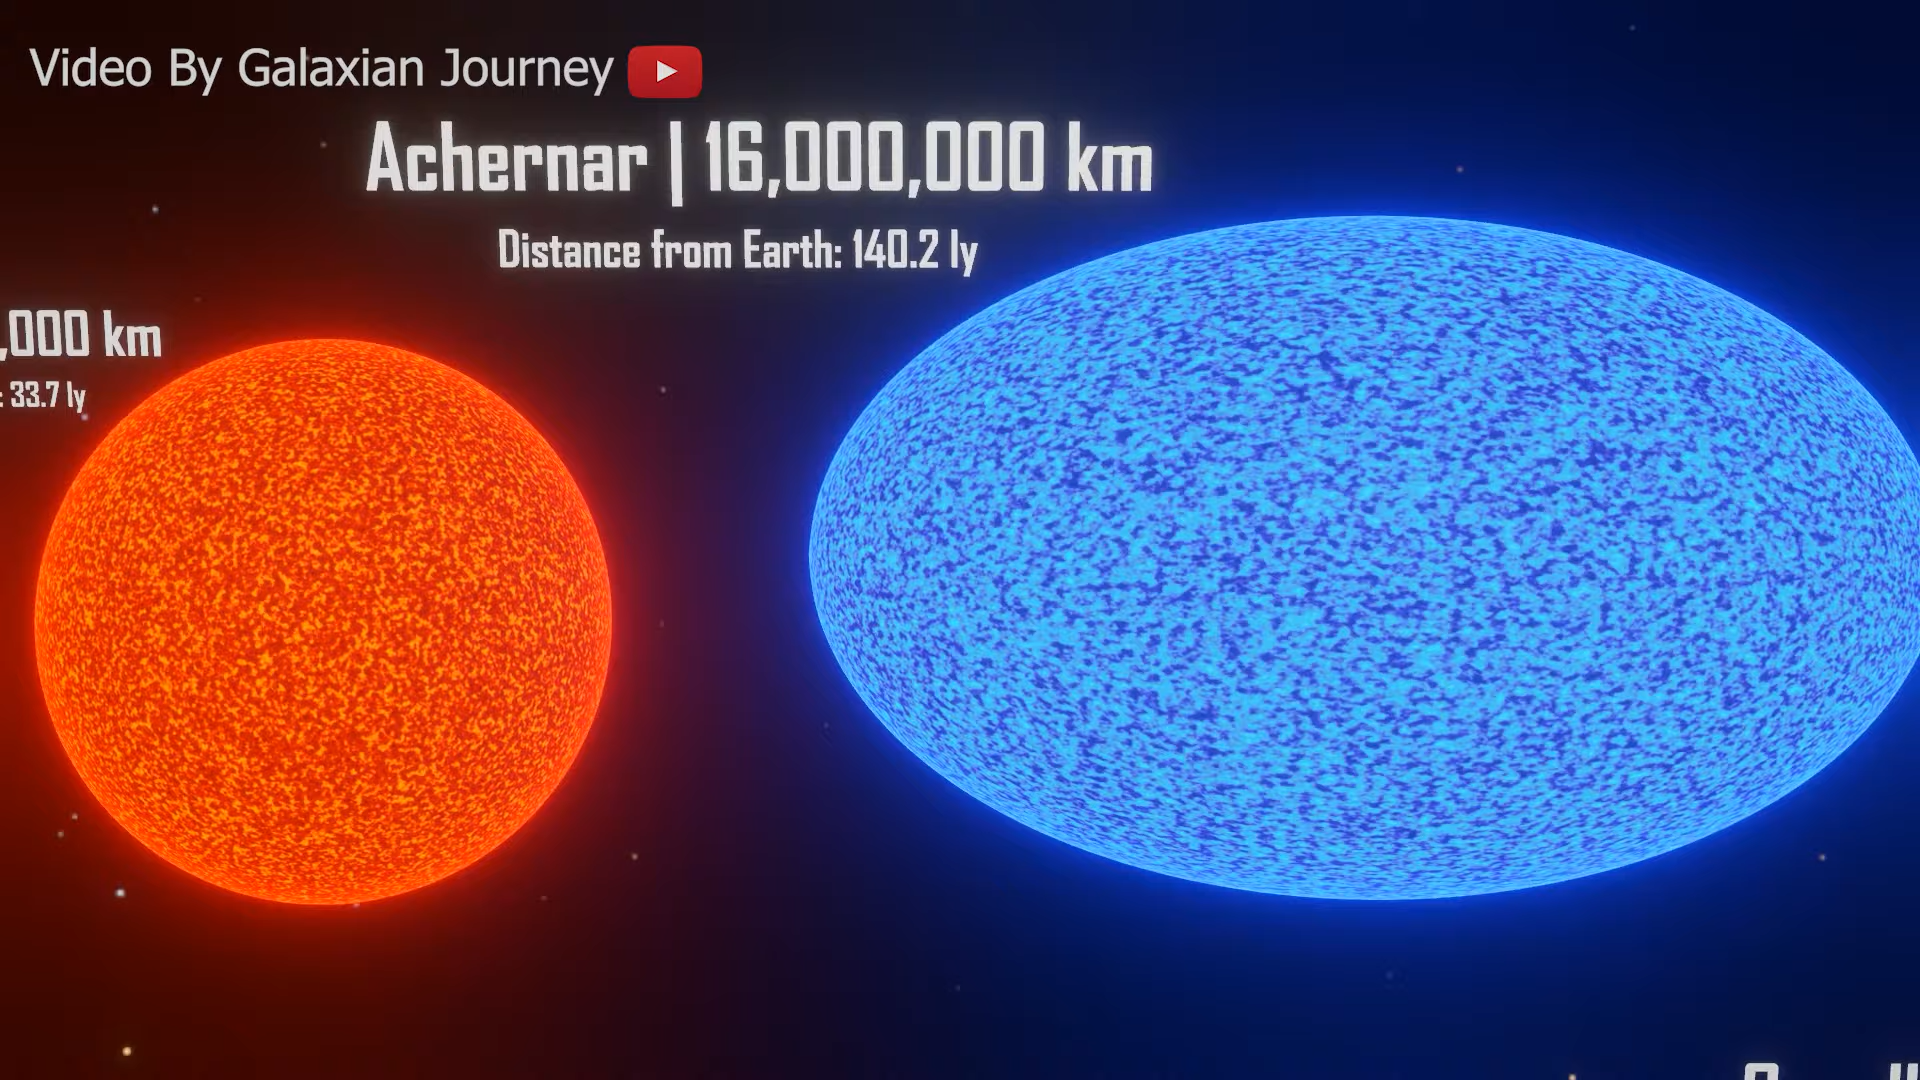 Video By Galaxian Journey
Achernar | 16,000,000 km
Distance from Earth: 140.2 ly
,000 km
: 33.7 ly